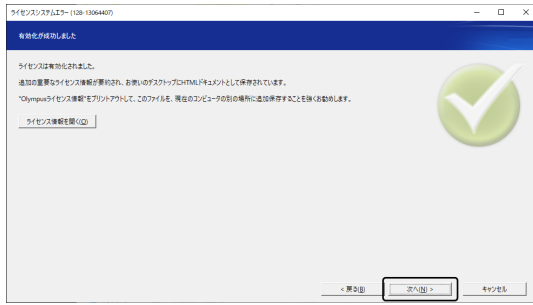 ライセンスシステムエラー (128-13064407)
有効化が成功しました
ライセンスは有効化されました。
追加の重要なライセンス情報が要約され、お使いのデスクトップにHTMLドキュメントとして保存されています。
"Olympusライセンス情報"をプリントアウトして、このファイルを、現在のコンピュータの別の場所に追加保存することを強くお勧めします。
ライセンス情報を開く(O)
< 戻る(B) 次へ(N) > キャンセル